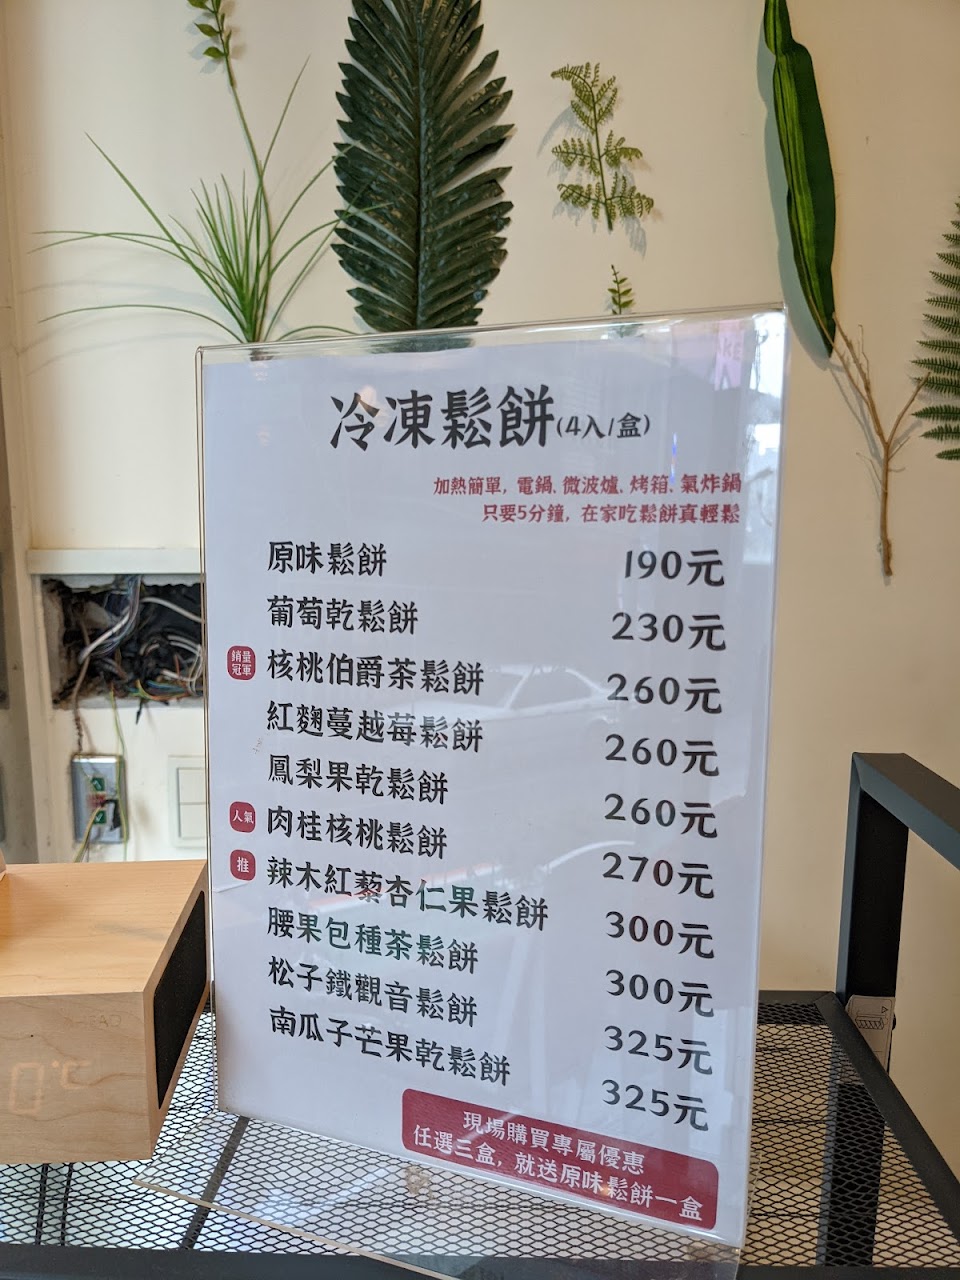 冷凍鬆餅(4入/盒)
加熱簡單, 電鍋、微波爐、烤箱、氣炸鍋
只要5分鐘, 在家吃鬆餅真輕鬆
原味鬆餅 190元
葡萄乾鬆餅 230元
銷量冠軍 核桃伯爵茶鬆餅 260元
紅麴蔓越莓鬆餅 260元
鳳梨果乾鬆餅 260元
人氣 肉桂核桃鬆餅 270元
推 辣木紅藜杏仁果鬆餅 300元
腰果包種茶鬆餅 300元
松子鐵觀音鬆餅 325元
南瓜子芒果乾鬆餅 325元
現場購買專屬優惠
任選三盒, 就送原味鬆餅一盒